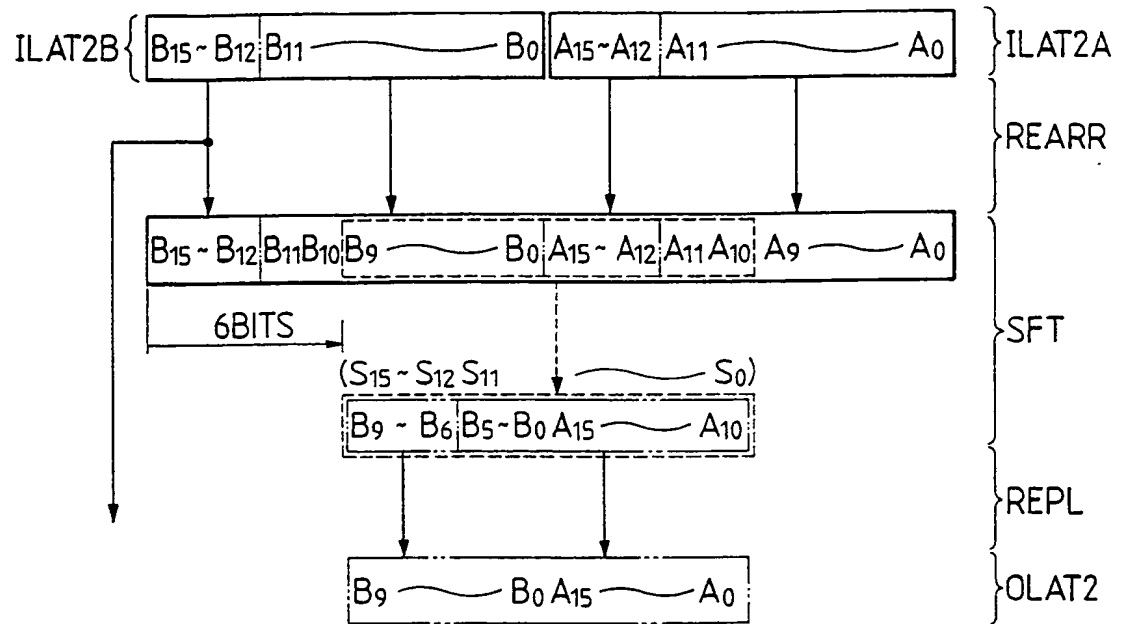 ILAT2B { B15~B12 B11 ~ B0 A15~A12 A11 ~ A0 } ILAT2A
} REARR
B15~B12 B11B10 B9 ~ B0 A15~A12 A11 A10 A9 ~ A0
6BITS
} SFT
(S15~S12 S11 ~ S0)
B9 ~ B6 B5~B0 A15 ~ A10
} REPL
B9 ~ B0 A15 ~ A0 } OLAT2